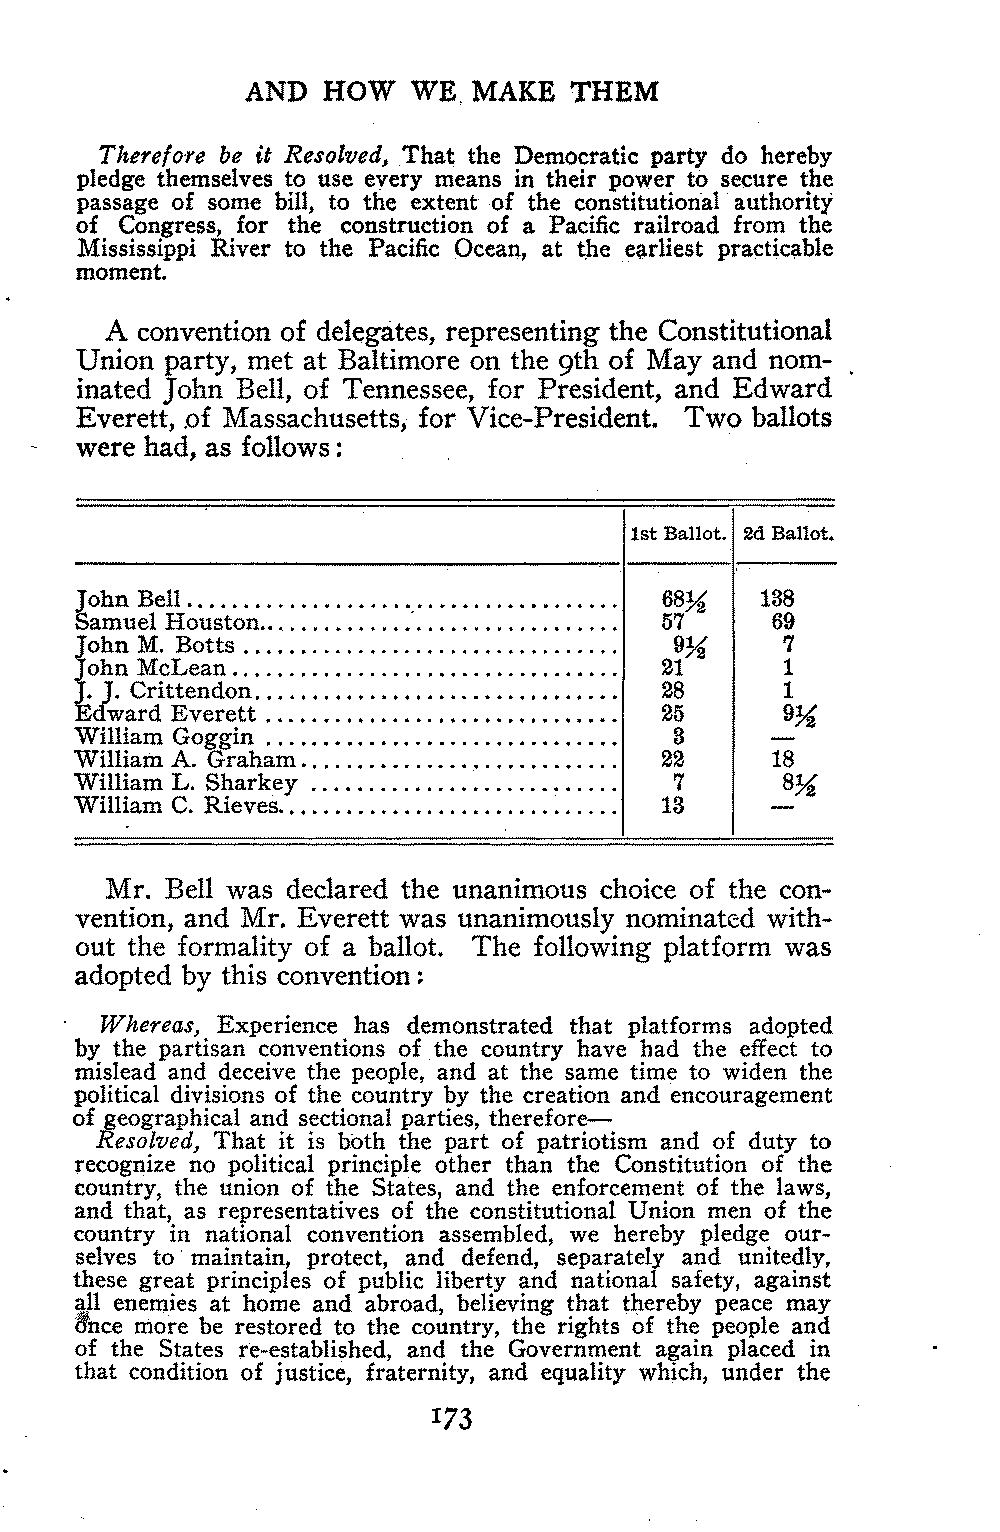 AND HOW WE MAKE THEM
Therefore be it Resolved, That the Democratic party do hereby
pledge themselves to use every means in their power to secure the
passage of some bill, to the extent of the constitutional authority
of Congress, for the construction of a Pacific railroad from the
Mississippi River to the Pacific Ocean, at the earliest practicable
moment.
A convention of delegates, representing the Constitutional
Union party, met at Baltimore on the 9th of May and nom-
inated John Bell, of Tennessee, for President, and Edward
Everett, of Massachusetts, for Vice-President. Two ballots
were had, as follows:
1st Ballot. 2d Ballot.
John Bell........................................ 68½ 138
Samuel Houston................................ 57 69
John M. Botts ................................. 9½ 7
John McLean .................................. 21 1
J. J. Crittendon................................ 28 1
Edward Everett ............................... 25 9½
William Goggin ............................... 3 —
William A. Graham............................ 22 18
William L. Sharkey ........................... 7 8½
William C. Rieves.............................. 13 —
Mr. Bell was declared the unanimous choice of the con-
vention, and Mr. Everett was unanimously nominated with-
out the formality of a ballot. The following platform was
adopted by this convention:
Whereas, Experience has demonstrated that platforms adopted
by the partisan conventions of the country have had the effect to
mislead and deceive the people, and at the same time to widen the
political divisions of the country by the creation and encouragement
of geographical and sectional parties, therefore—
Resolved, That it is both the part of patriotism and of duty to
recognize no political principle other than the Constitution of the
country, the union of the States, and the enforcement of the laws,
and that, as representatives of the constitutional Union men of the
country in national convention assembled, we hereby pledge our-
selves to maintain, protect, and defend, separately and unitedly,
these great principles of public liberty and national safety, against
all enemies at home and abroad, believing that thereby peace may
once more be restored to the country, the rights of the people and
of the States re-established, and the Government again placed in
that condition of justice, fraternity, and equality which, under the
173